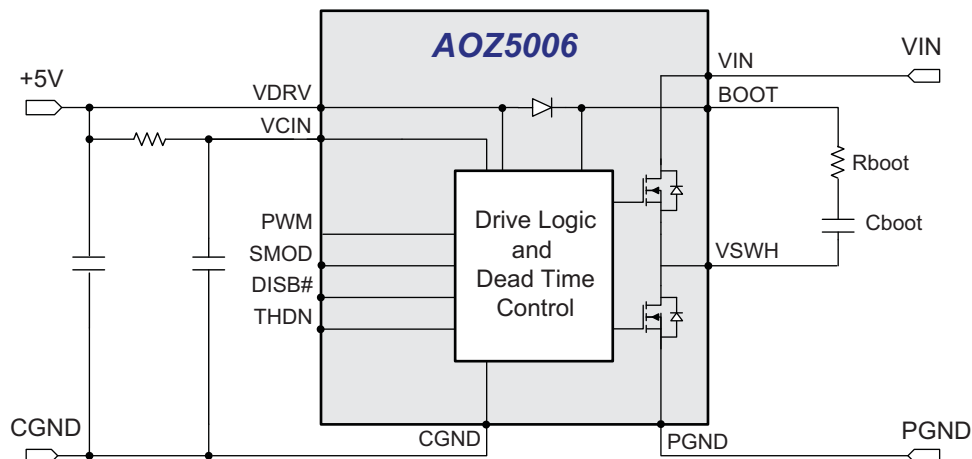 AOZ5006
VIN
+5V
VDRV
VIN
BOOT
VCIN
Rboot
PWM
Drive Logic
and
Dead Time
Control
Cboot
SMOD
VSWH
DISB#
THDN
CGND
CGND
PGND
PGND